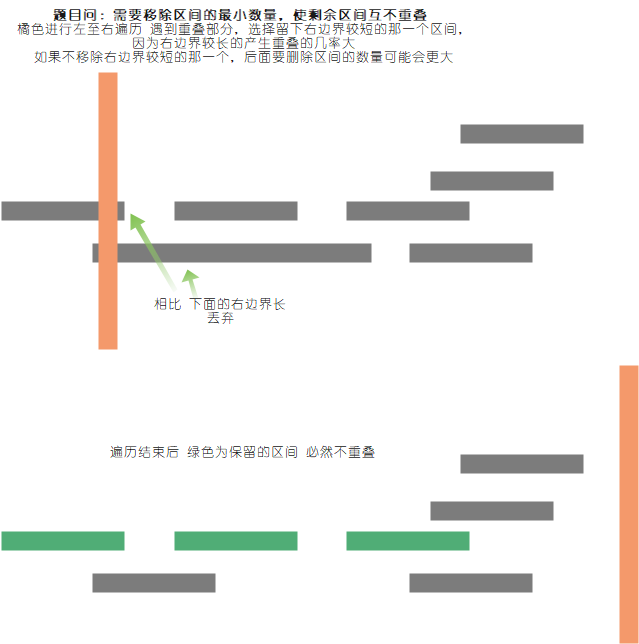 题目问：需要移除区间的最小数量，使剩余区间互不重叠
橘色进行左至右遍历 遇到重叠部分，选择留下右边界较短的那一个区间，
因为右边界较长的产生重叠的几率大
如果不移除右边界较短的那一个，后面要删除区间的数量可能会更大
相比 下面的右边界长
丢弃
遍历结束后 绿色为保留的区间 必然不重叠